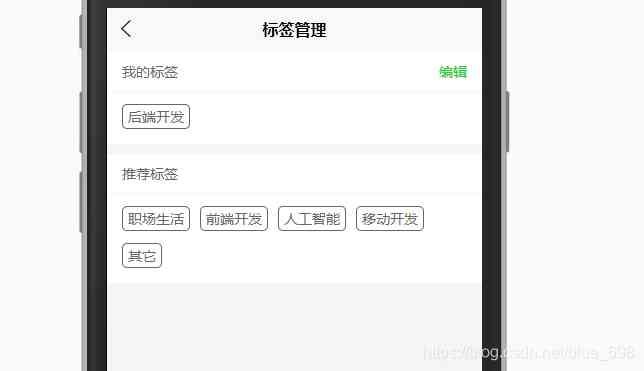 标签管理
我的标签 编辑
后端开发
推荐标签
职场生活 前端开发 人工智能 移动开发
其它
https://blog.csdn.net/blue_698